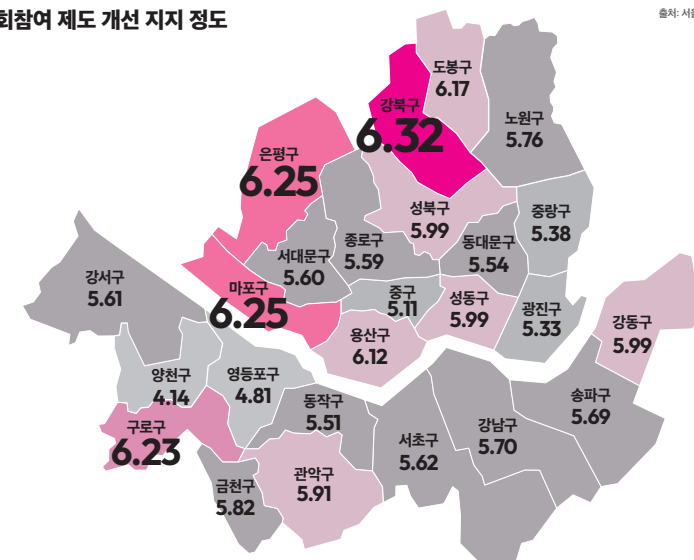 회참여 제도 개선 지지 정도
출처: 서울
도봉구
6.17
강북구
6.32
노원구
5.76
은평구
6.25
성북구
5.99
중랑구
5.38
종로구
5.59
동대문구
5.54
서대문구
5.60
강서구
5.61
마포구
6.25
중구
5.11
성동구
5.99
광진구
5.33
강동구
5.99
용산구
6.12
양천구
4.14
영등포구
4.81
동작구
5.51
송파구
5.69
강남구
5.70
서초구
5.62
구로구
6.23
관악구
5.91
금천구
5.82